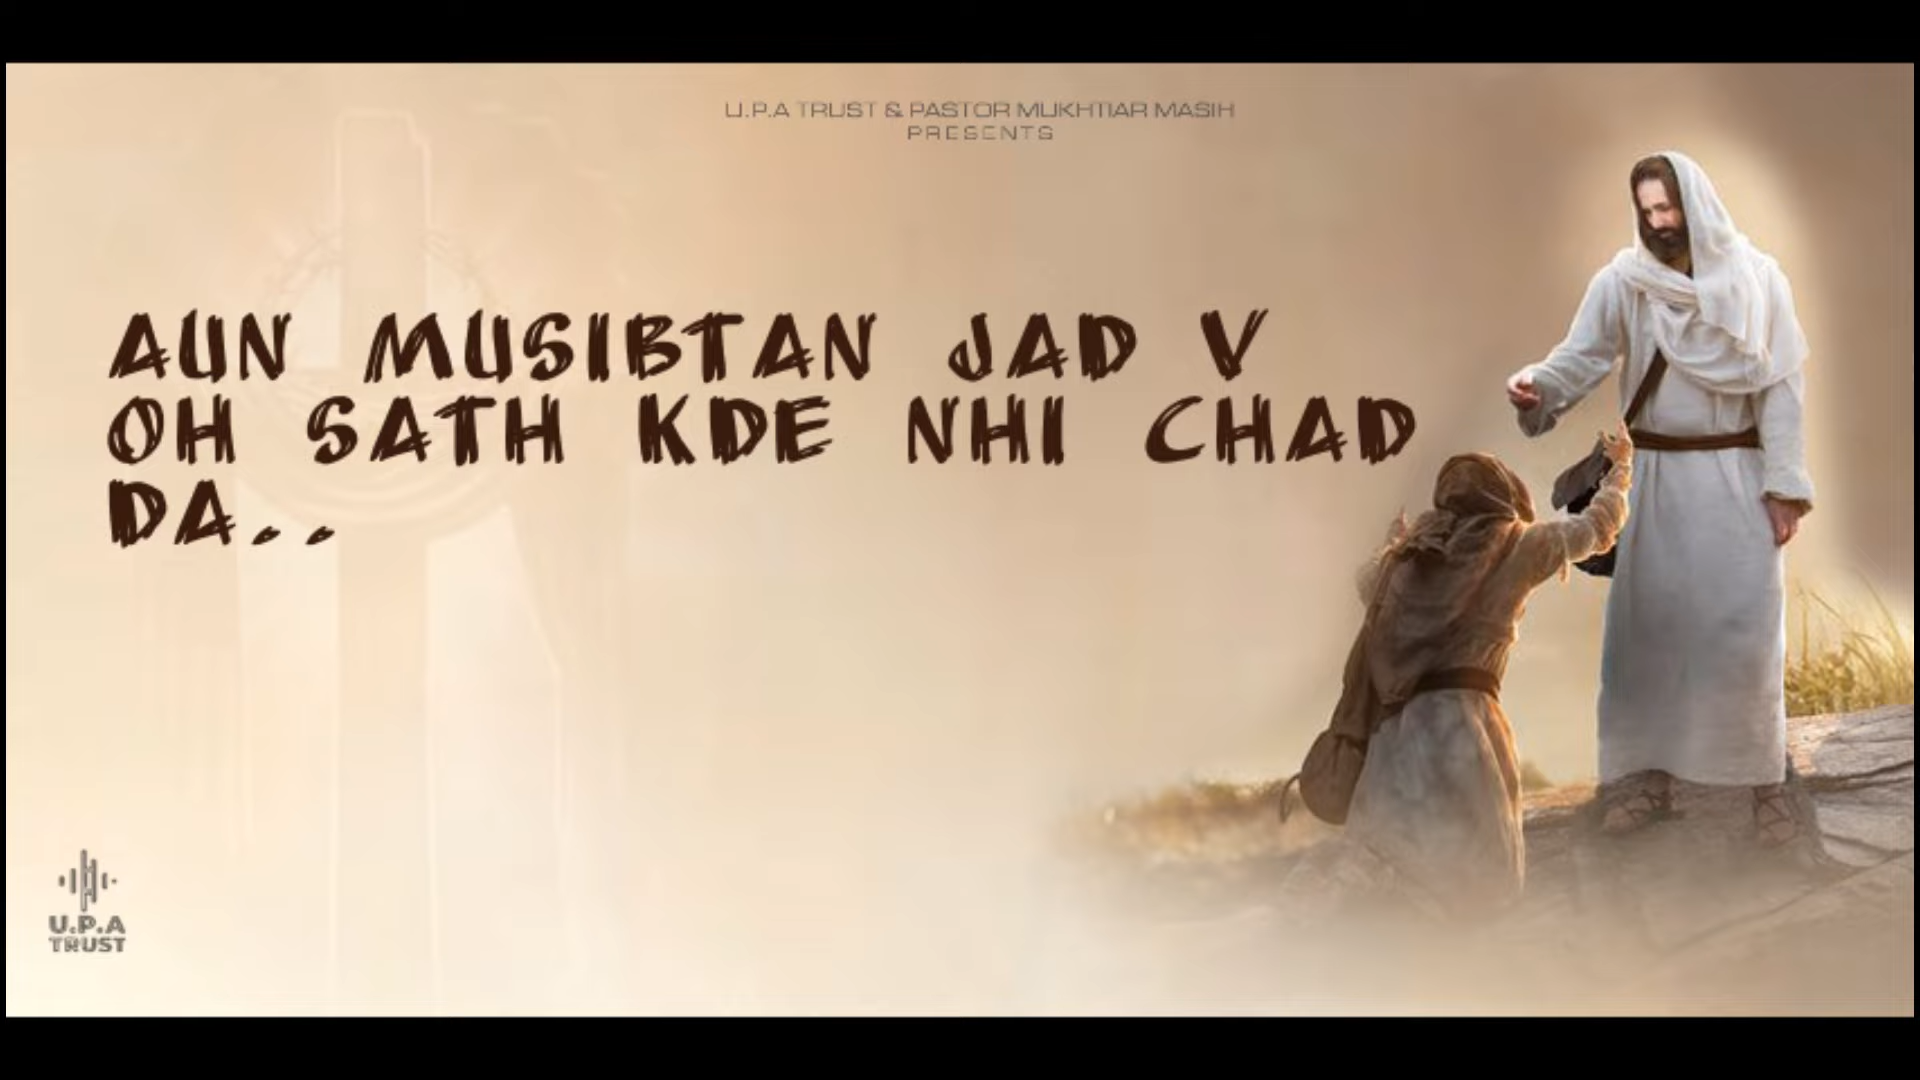 U.P.A TRUST & PASTOR MUKHTIAR MASIH
PRESENTS
AUN MUSIBTAN JAD V
OH SATH KDE NHI CHAD
DA..
U.P.A
TRUST